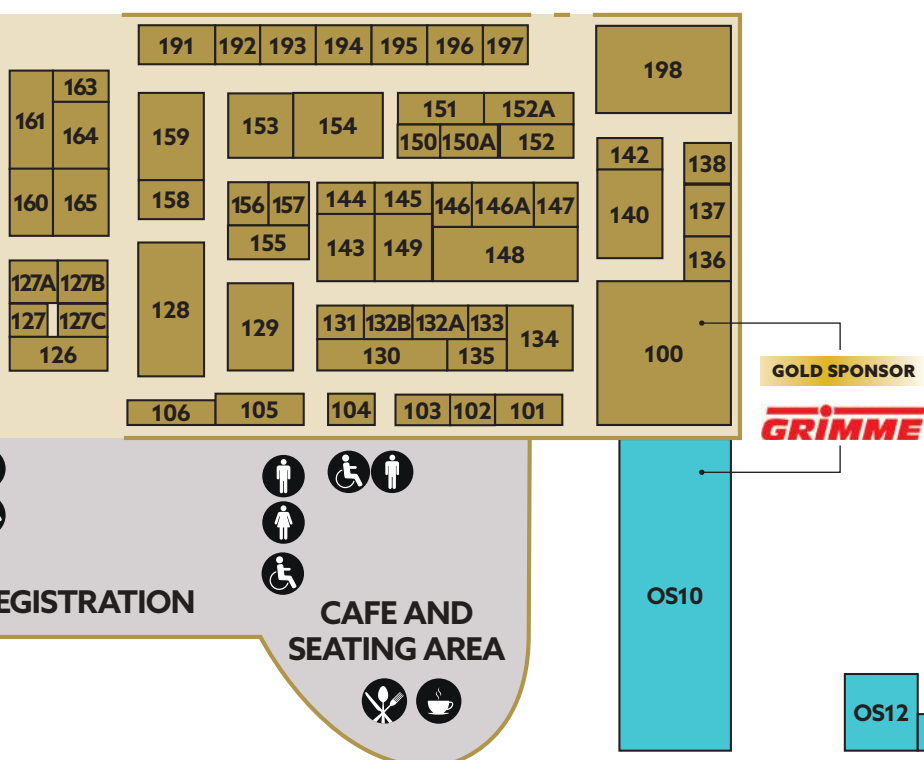 191 192 193 194 195 196 197
198
163
161
164
159
153 154
151 152A
150 150A 152
142
138
160 165
158
156 157
144 145 146 146A 147
140
137
155
143 149 148
136
127A 127B
128
129
131 132B 132A 133
134
127 127C
126
130 135
100
GOLD SPONSOR
GRIMME
106 105 104 103 102 101
EGISTRATION
CAFE AND
SEATING AREA
OS10
OS12